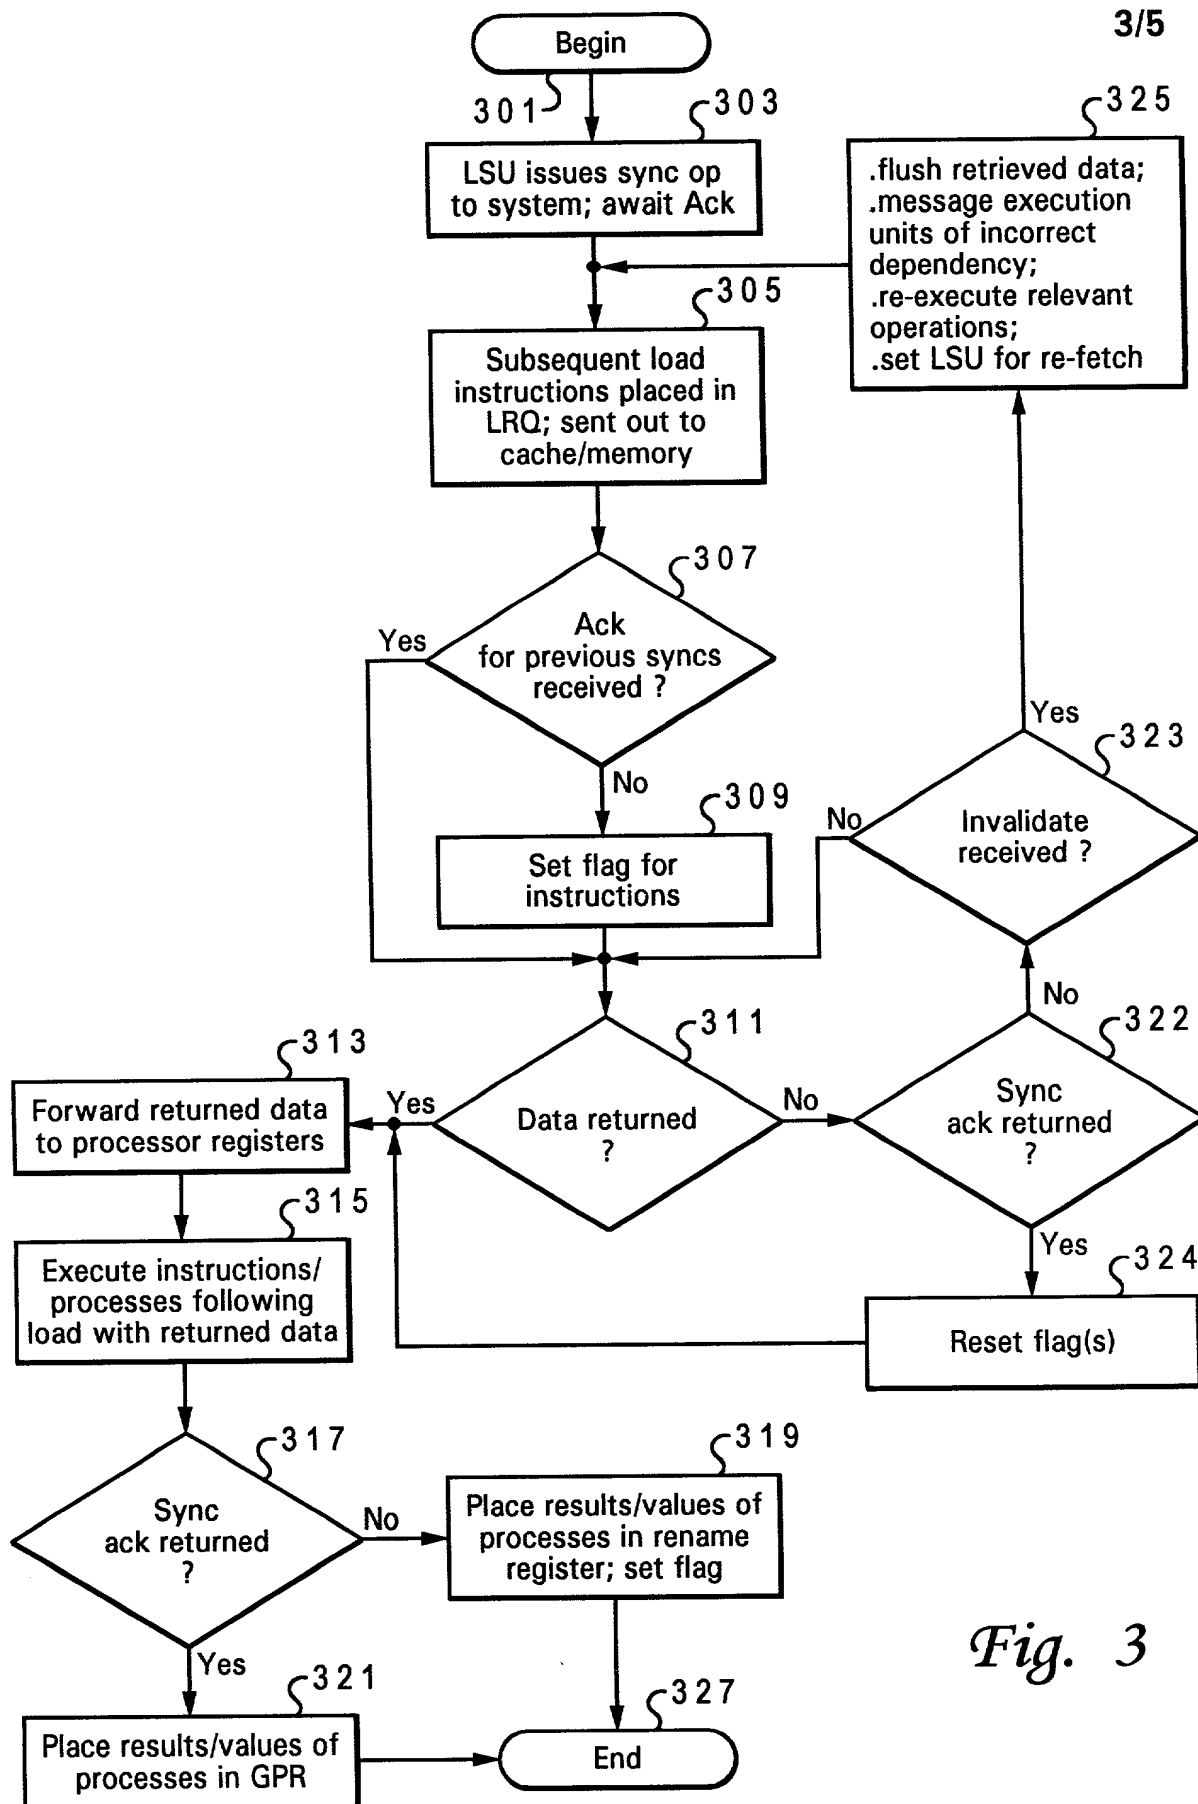 3/5
Begin
301
303
LSU issues sync op
to system; await Ack
325
.flush retrieved data;
.message execution
units of incorrect
dependency;
.re-execute relevant
operations;
.set LSU for re-fetch
305
Subsequent load
instructions placed in
LRQ; sent out to
cache/memory
307
Ack
for previous syncs
received ?
Yes
No
309
Set flag for
instructions
323
Invalidate
received ?
Yes
No
311
Data returned
?
Yes
No
322
Sync
ack returned
?
No
Yes
324
Reset flag(s)
313
Forward returned data
to processor registers
315
Execute instructions/
processes following
load with returned data
317
Sync
ack returned
?
No
Yes
319
Place results/values of
processes in rename
register; set flag
321
Place results/values of
processes in GPR
327
End
Fig. 3